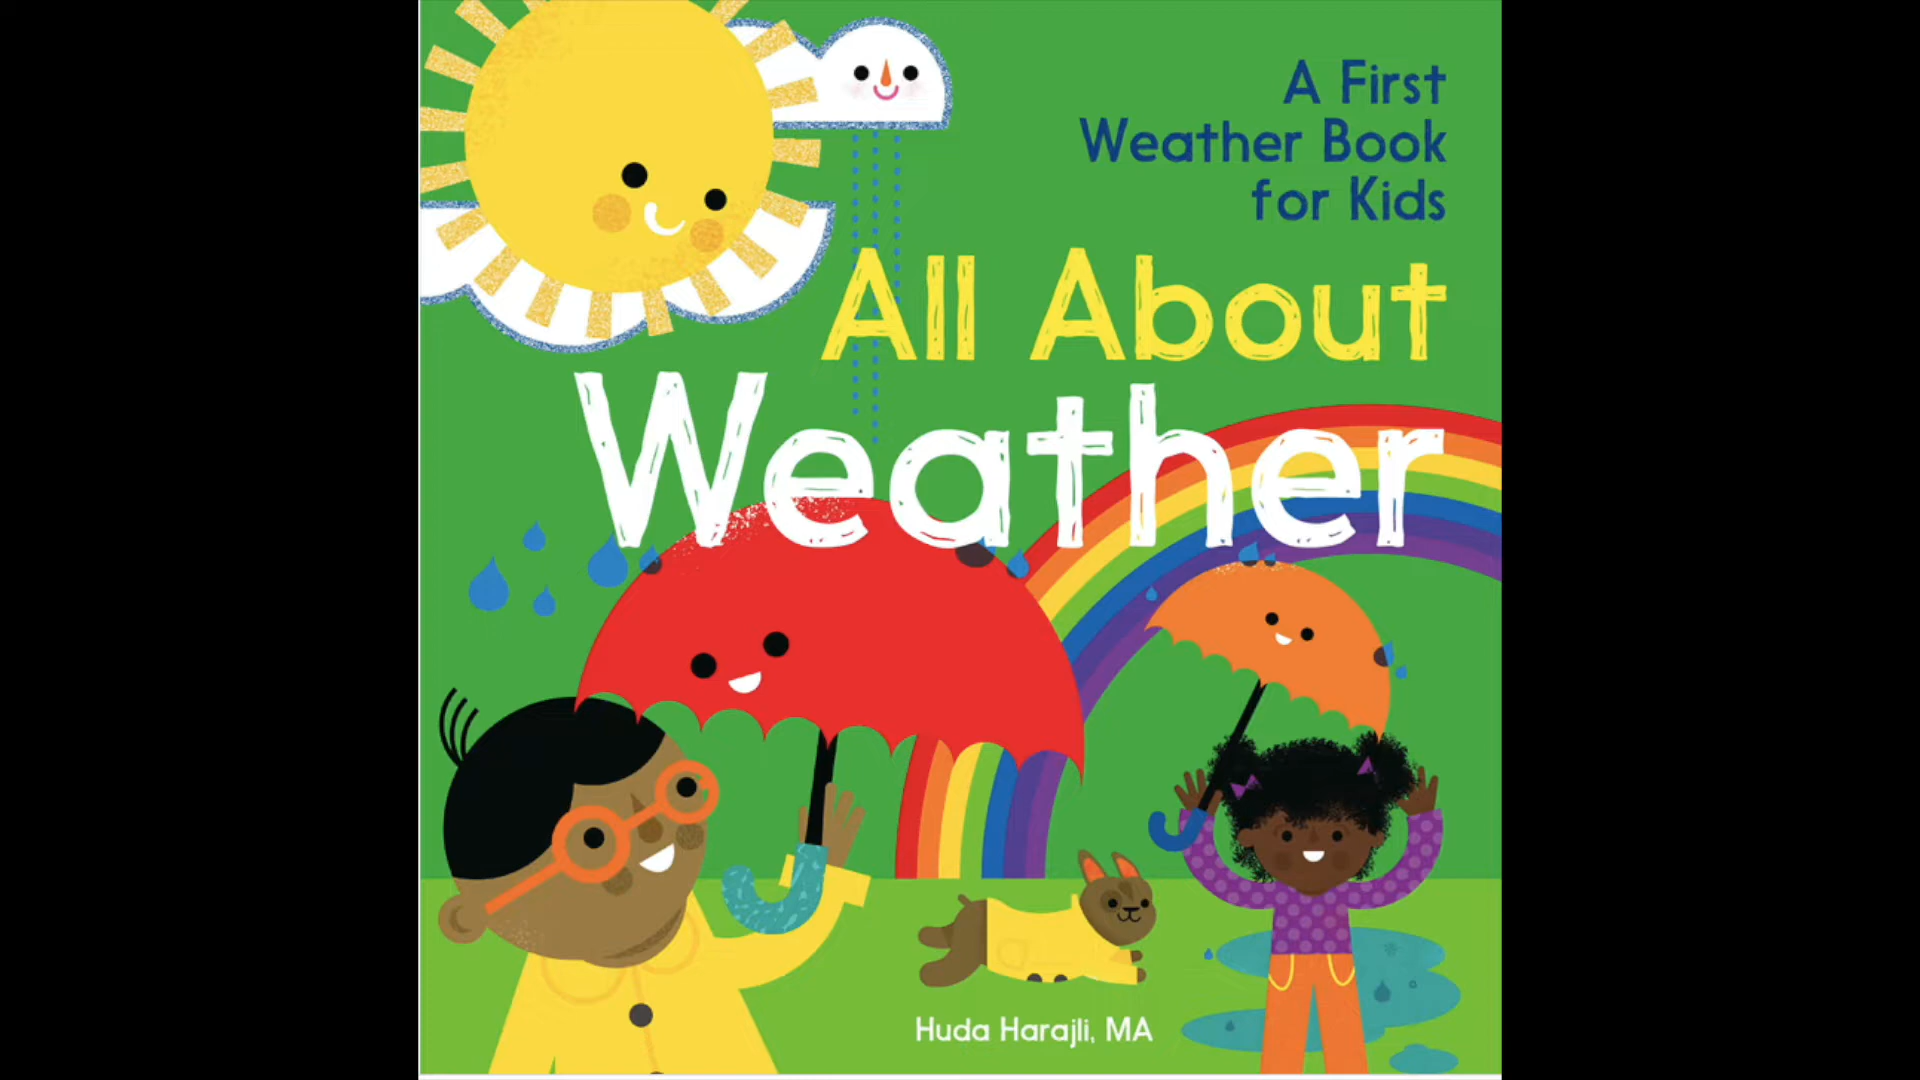 A First
Weather Book
for Kids
All About
Weather
Huda Harajli, MA